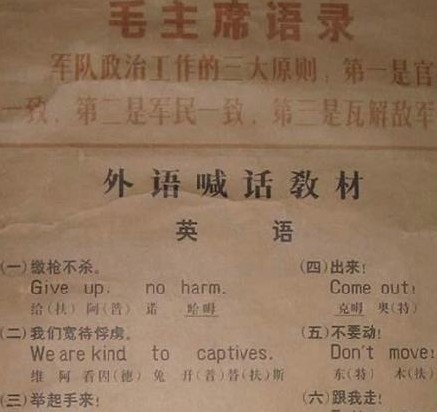 毛主席语录
军队政治工作的三大原则：第一是官
一致，第二是军民一致，第三是瓦解敌军
外语喊话教材
英语
(一) 缴枪不杀。
Give up, no harm.
给(扶) 阿(普) 诺 哈姆
(二) 我们宽待俘虏。
We are kind to captives.
维 阿 看因(德) 兔 开(普)替(扶)斯
(三) 举起手来！
(四) 出来！
Come out!
克姆 奥(特)
(五) 不要动！
Don't move!
东(特) 木(扶)
(六) 跟我走！